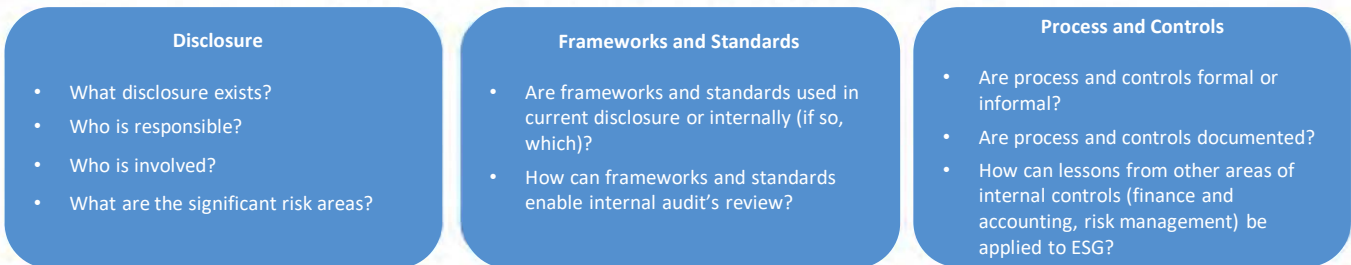 Disclosure
• What disclosure exists?
• Who is responsible?
• Who is involved?
• What are the significant risk areas?
Frameworks and Standards
• Are frameworks and standards used in
current disclosure or internally (if so,
which)?
• How can frameworks and standards
enable internal audit’s review?
Process and Controls
• Are process and controls formal or
informal?
• Are process and controls documented?
• How can lessons from other areas of
internal controls (finance and
accounting, risk management) be
applied to ESG?